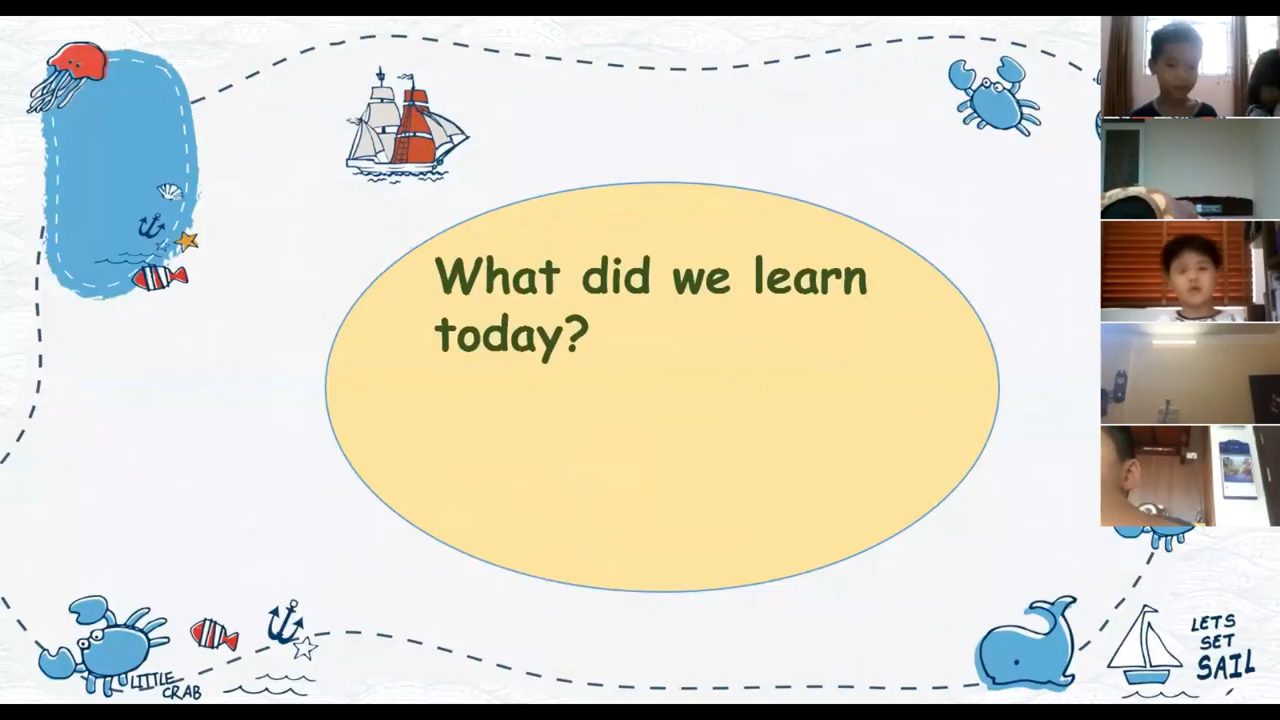 What did we learn
today?
LITTLE
CRAB
LETS
SET
SAIL